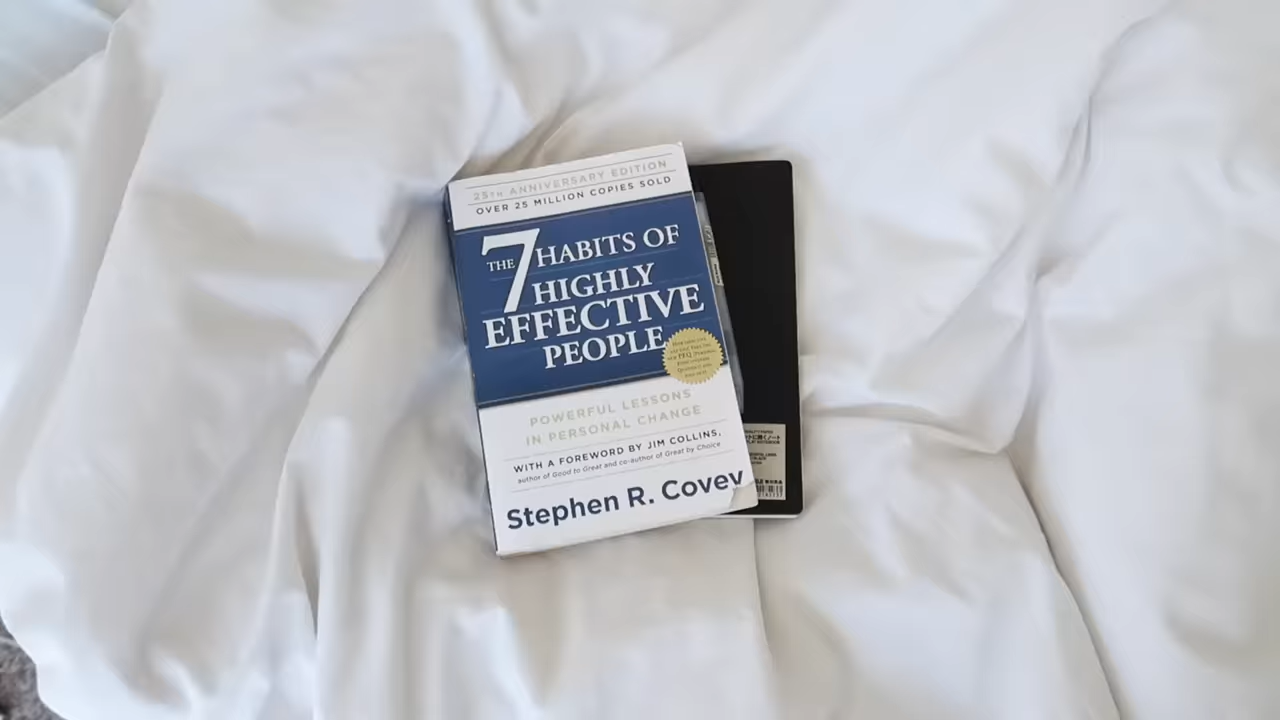 25TH ANNIVERSARY EDITION
OVER 25 MILLION COPIES SOLD
THE 7 HABITS OF
HIGHLY
EFFECTIVE
PEOPLE
POWERFUL LESSONS
IN PERSONAL CHANGE
WITH A FOREWORD BY JIM COLLINS,
author of Good to Great and co-author of Great by Choice
Stephen R. Covey